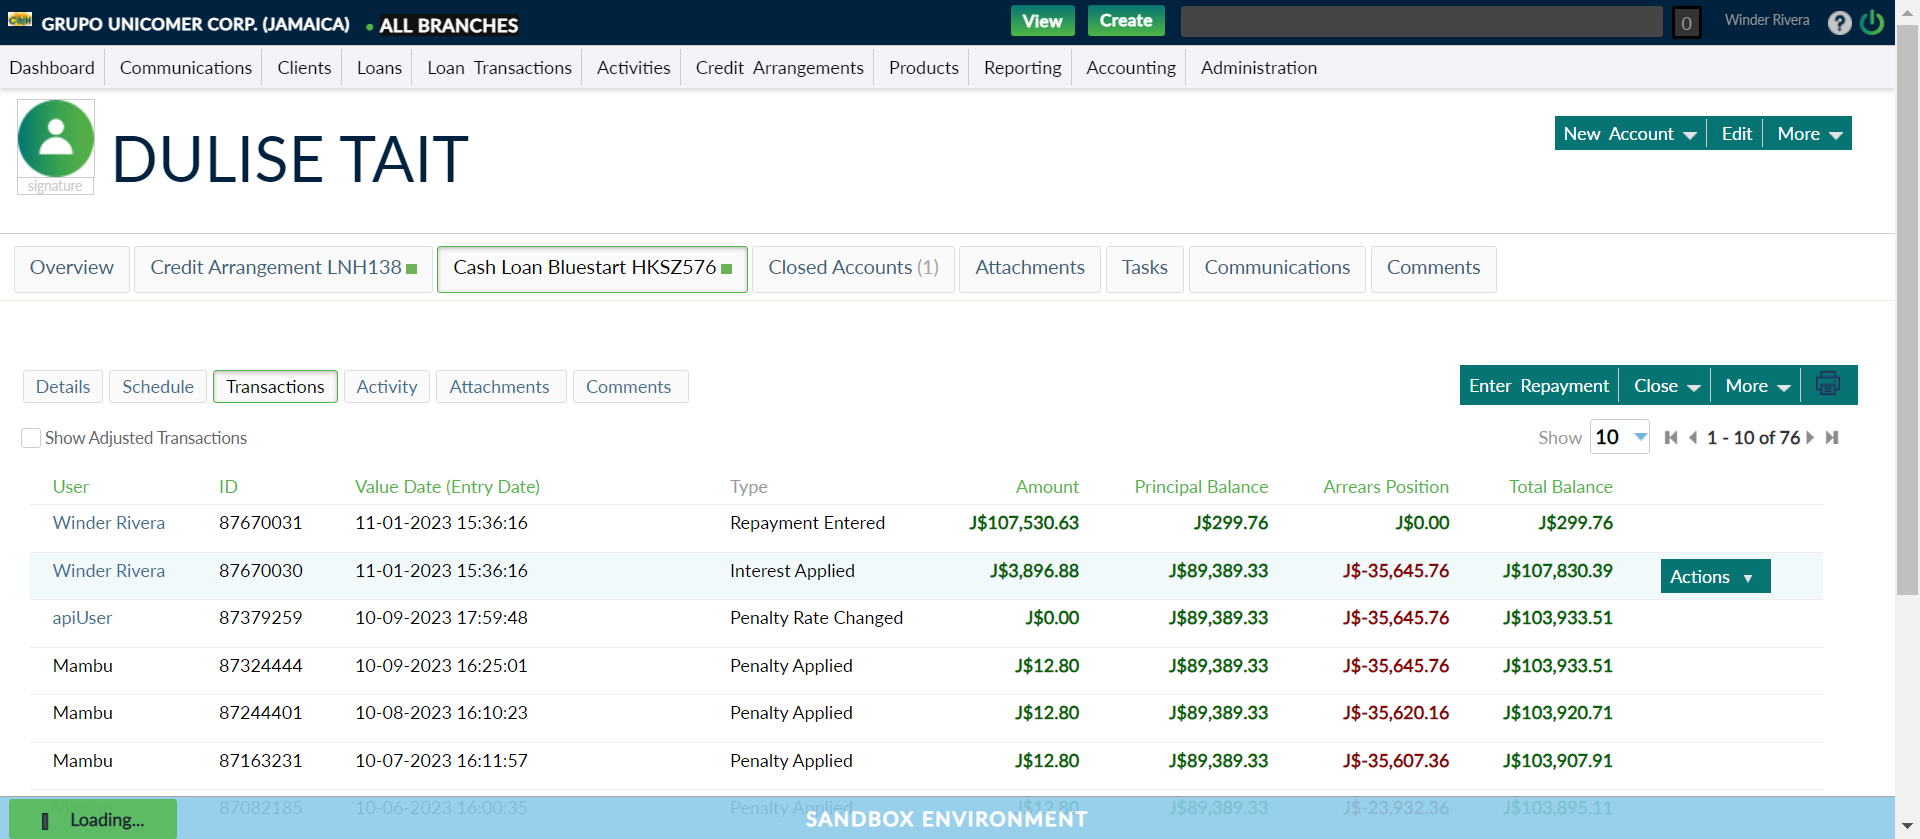 GRUPO UNICOMER CORP. (JAMAICA) • ALL BRANCHES View Create 0 Winder Rivera ?
Dashboard Communications Clients Loans Loan Transactions Activities Credit Arrangements Products Reporting Accounting Administration
DULISE TAIT
signature
New Account Edit More
Overview Credit Arrangement LNH138 Cash Loan Bluestart HKSZ576 Closed Accounts (1) Attachments Tasks Communications Comments
Details Schedule Transactions Activity Attachments Comments
Enter Repayment Close More
Show Adjusted Transactions
Show 10 1 - 10 of 76
User ID Value Date (Entry Date) Type Amount Principal Balance Arrears Position Total Balance
Winder Rivera 87670031 11-01-2023 15:36:16 Repayment Entered J$107,530.63 J$299.76 J$0.00 J$299.76
Winder Rivera 87670030 11-01-2023 15:36:16 Interest Applied J$3,896.88 J$89,389.33 J$-35,645.76 J$107,830.39 Actions
apiUser 87379259 10-09-2023 17:59:48 Penalty Rate Changed J$0.00 J$89,389.33 J$-35,645.76 J$103,933.51
Mambu 87324444 10-09-2023 16:25:01 Penalty Applied J$12.80 J$89,389.33 J$-35,645.76 J$103,933.51
Mambu 87244401 10-08-2023 16:10:23 Penalty Applied J$12.80 J$89,389.33 J$-35,620.16 J$103,920.71
Mambu 87163231 10-07-2023 16:11:57 Penalty Applied J$12.80 J$89,389.33 J$-35,607.36 J$103,907.91
Mambu 87082185 10-06-2023 16:00:35 Penalty Applied J$12.80 J$89,389.33 J$-23,932.36 J$103,895.11
Loading...
SANDBOX ENVIRONMENT